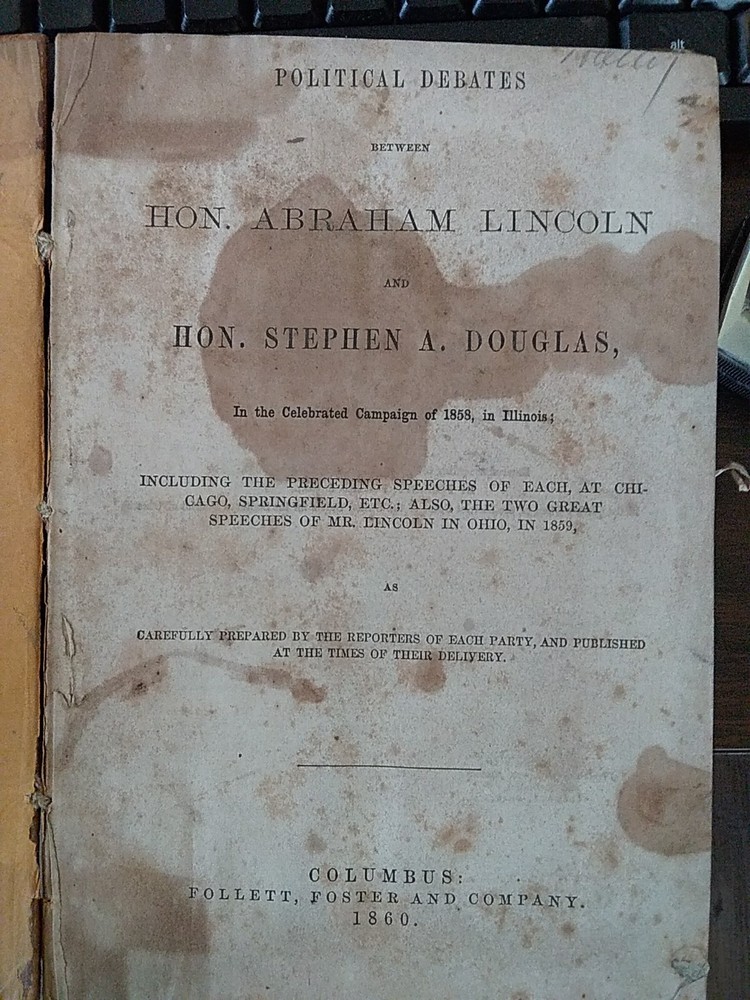 alt
POLITICAL DEBATES
BETWEEN
HON. ABRAHAM LINCOLN
AND
HON. STEPHEN A. DOUGLAS,
In the Celebrated Campaign of 1858, in Illinois;
INCLUDING THE PRECEDING SPEECHES OF EACH, AT CHI-
CAGO, SPRINGFIELD, ETC.; ALSO, THE TWO GREAT
SPEECHES OF MR. LINCOLN IN OHIO, IN 1859,
AS
CAREFULLY PREPARED BY THE REPORTERS OF EACH PARTY, AND PUBLISHED
AT THE TIMES OF THEIR DELIVERY.
COLUMBUS:
FOLLETT, FOSTER AND COMPANY.
1860.